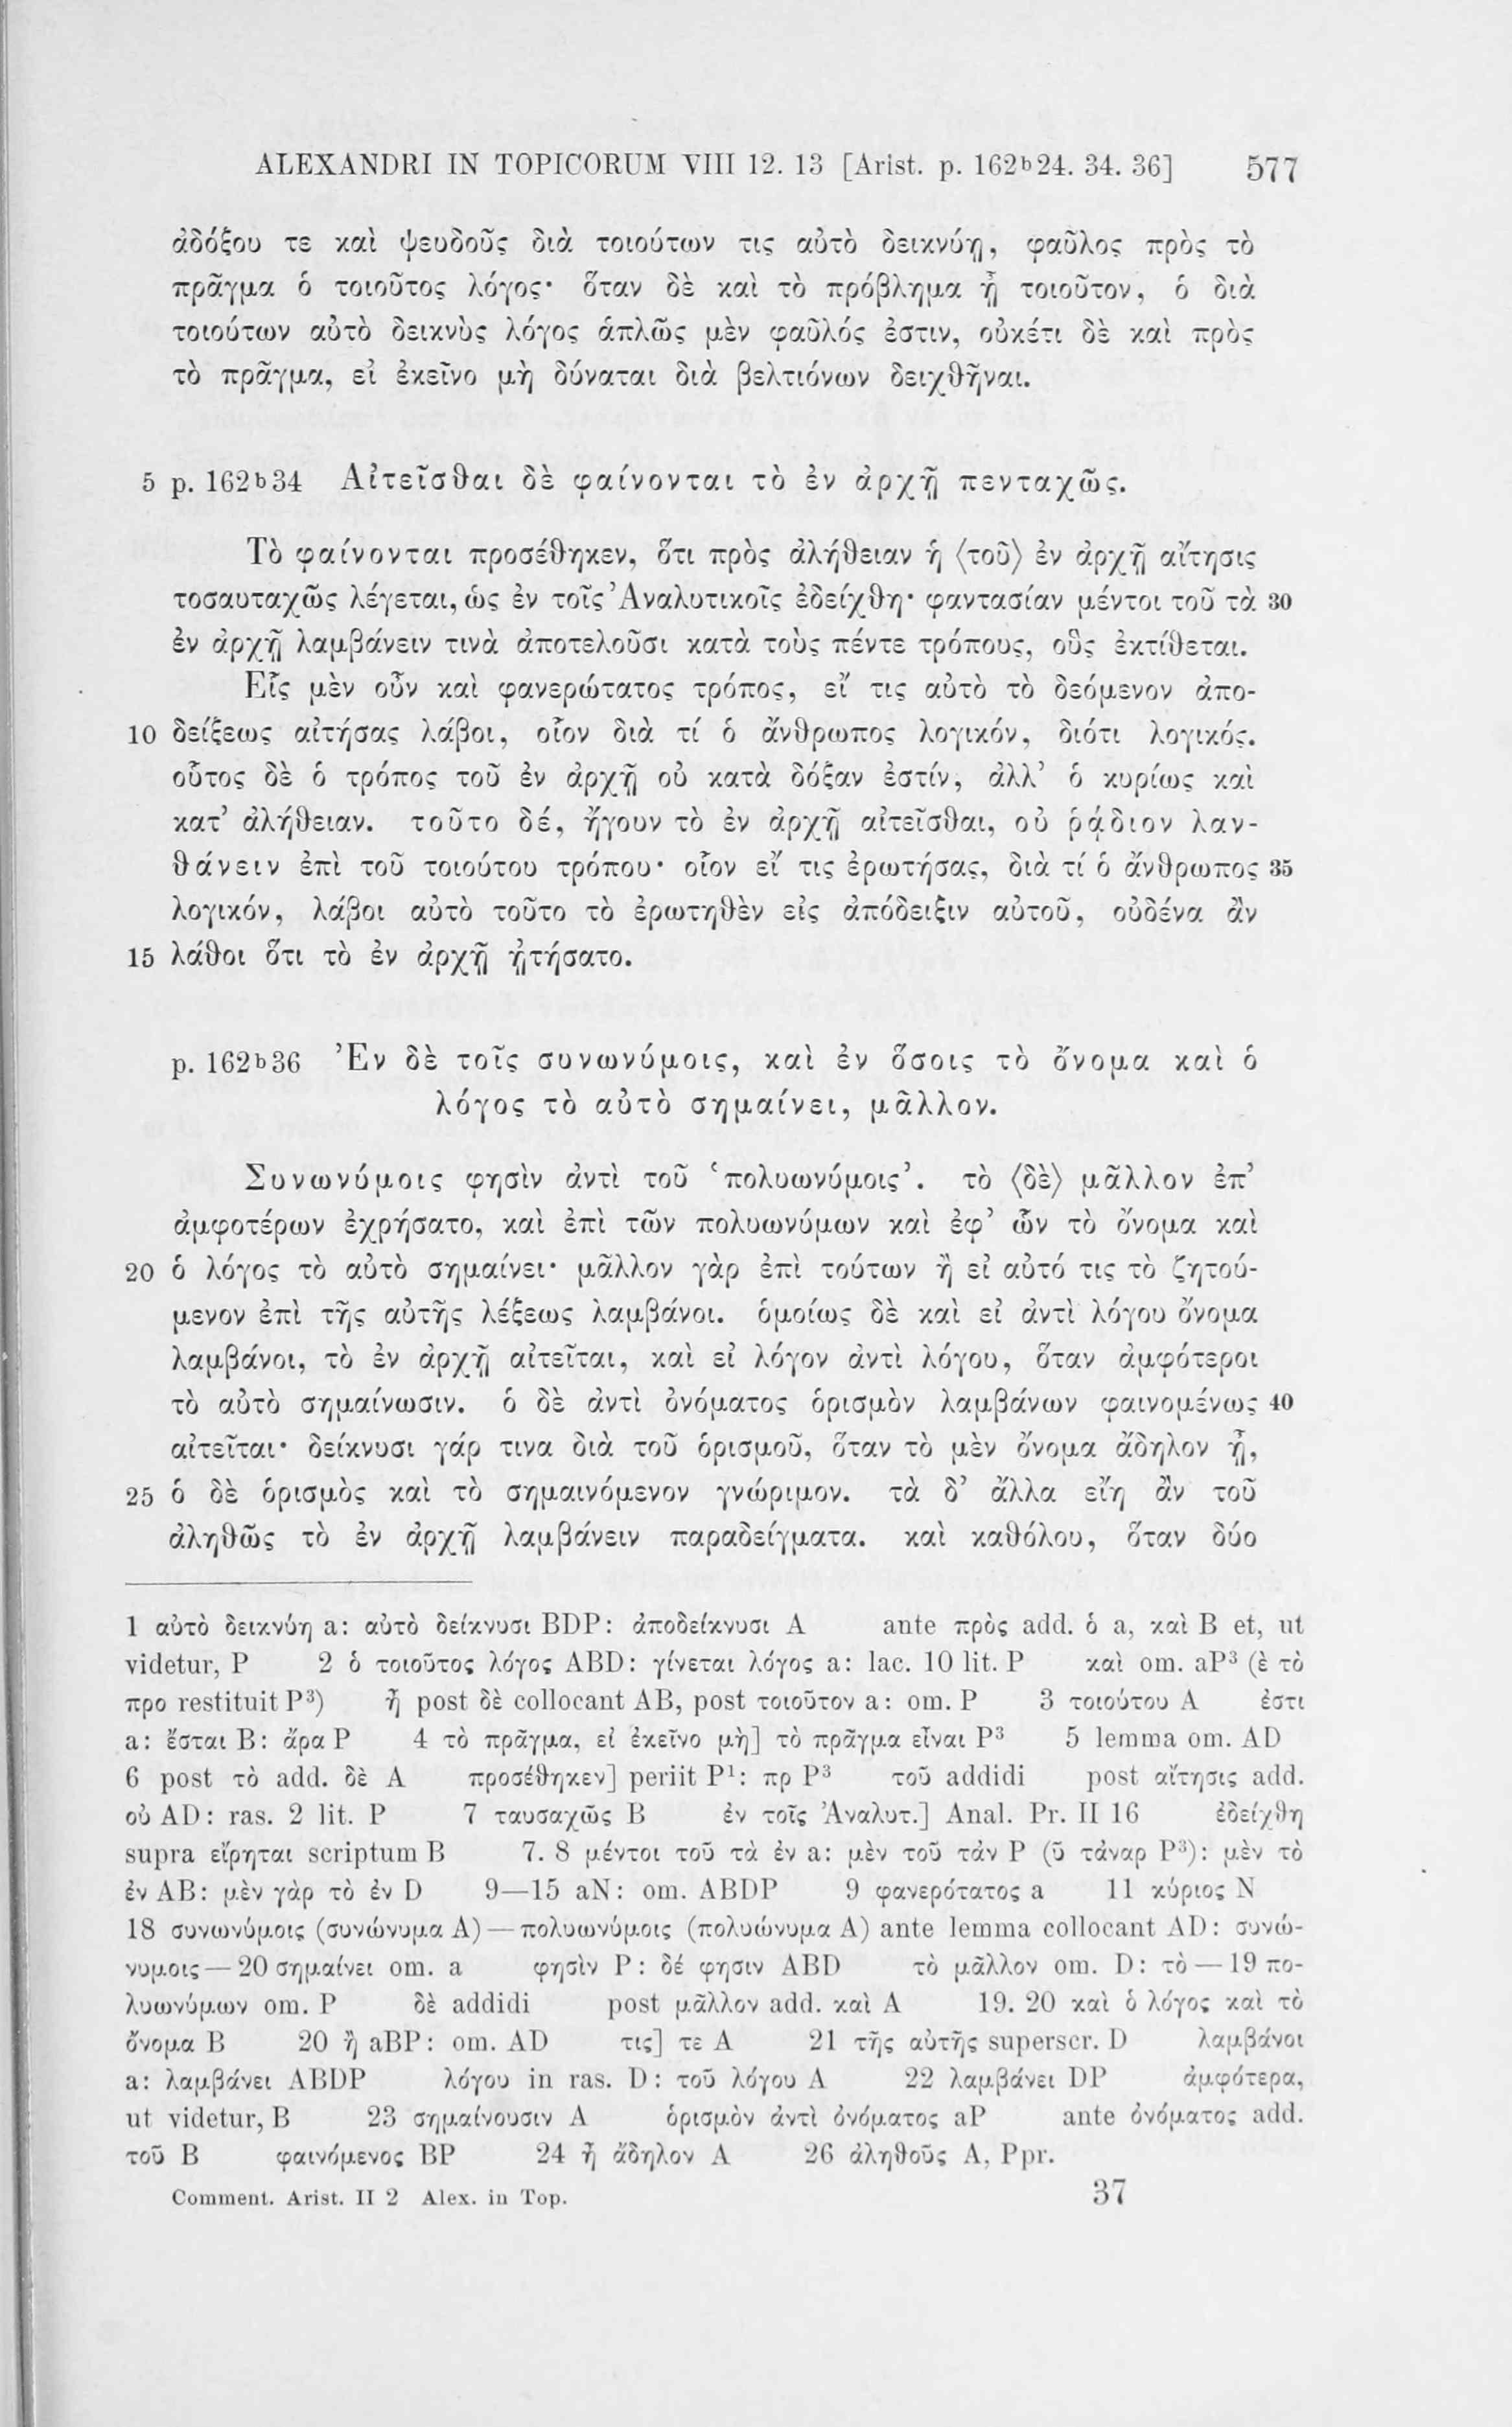 ALEXANDRI IN TOPICORUM VIII 12. 13 [Arist. p. 162ᵇ24. 34. 36] 577
ἀδόξου τε καὶ ψευδοῦς διὰ τοιούτων τις αὐτὸ δεικνύῃ, φαῦλος πρὸς τὸ
πρᾶγμα ὁ τοιοῦτος λόγος· ὅταν δὲ καὶ τὸ πρόβλημα ᾖ τοιοῦτον, ὁ διὰ
τοιούτων αὐτὸ δεικνὺς λόγος ἁπλῶς μὲν φαῦλός ἐστιν, οὐκέτι δὲ καὶ πρὸς
τὸ πρᾶγμα, εἰ ἐκεῖνο μὴ δύναται διὰ βελτιόνων δειχθῆναι.
5 p. 162ᵇ34 Αἰτεῖσθαι δὲ φαίνονται τὸ ἐν ἀρχῇ πενταχῶς.
Τὸ φαίνονται προσέθηκεν, ὅτι πρὸς ἀλήθειαν ἡ ⟨τοῦ⟩ ἐν ἀρχῇ αἴτησις
τοσαυταχῶς λέγεται, ὡς ἐν τοῖς Ἀναλυτικοῖς ἐδείχθη· φαντασίαν μέντοι τοῦ τὰ 30
ἐν ἀρχῇ λαμβάνειν τινὰ ἀποτελοῦσι κατὰ τοὺς πέντε τρόπους, οὓς ἐκτίθεται.
Εἷς μὲν οὖν καὶ φανερώτατος τρόπος, εἴ τις αὐτὸ τὸ δεόμενον ἀπο-
10 δείξεως αἰτήσας λάβοι, οἷον διὰ τί ὁ ἄνθρωπος λογικόν, διότι λογικός.
οὗτος δὲ ὁ τρόπος τοῦ ἐν ἀρχῇ οὐ κατὰ δόξαν ἐστίν, ἀλλ’ ὁ κυρίως καὶ
κατ’ ἀλήθειαν. τοῦτο δέ, ἤγουν τὸ ἐν ἀρχῇ αἰτεῖσθαι, οὐ ῥᾴδιον λαν-
θάνειν ἐπὶ τοῦ τοιούτου τρόπου· οἷον εἴ τις ἐρωτήσας, διὰ τί ὁ ἄνθρωπος 35
λογικόν, λάβοι αὐτὸ τοῦτο τὸ ἐρωτηθὲν εἰς ἀπόδειξιν αὐτοῦ, οὐδένα ἂν
15 λάθοι ὅτι τὸ ἐν ἀρχῇ ᾐτήσατο.
p. 162ᵇ36 Ἐν δὲ τοῖς συνωνύμοις, καὶ ἐν ὅσοις τὸ ὄνομα καὶ ὁ
λόγος τὸ αὐτὸ σημαίνει, μᾶλλον.
Συνωνύμοις φησὶν ἀντὶ τοῦ ‘πολυωνύμοις’. τὸ ⟨δὲ⟩ μᾶλλον ἐπ’
ἀμφοτέρων ἐχρήσατο, καὶ ἐπὶ τῶν πολυωνύμων καὶ ἐφ’ ὧν τὸ ὄνομα καὶ
20 ὁ λόγος τὸ αὐτὸ σημαίνει· μᾶλλον γὰρ ἐπὶ τούτων ἢ εἰ αὐτό τις τὸ ζητού-
μενον ἐπὶ τῆς αὐτῆς λέξεως λαμβάνοι. ὁμοίως δὲ καὶ εἰ ἀντὶ λόγου ὄνομα
λαμβάνοι, τὸ ἐν ἀρχῇ αἰτεῖται, καὶ εἰ λόγον ἀντὶ λόγου, ὅταν ἀμφότεροι
τὸ αὐτὸ σημαίνωσιν. ὁ δὲ ἀντὶ ὀνόματος ὁρισμὸν λαμβάνων φαινομένως 40
αἰτεῖται· δείκνυσι γάρ τινα διὰ τοῦ ὁρισμοῦ, ὅταν τὸ μὲν ὄνομα ἄδηλον ᾖ,
25 ὁ δὲ ὁρισμὸς καὶ τὸ σημαινόμενον γνώριμον. τὰ δ’ ἄλλα εἴη ἂν τοῦ
ἀληθῶς τὸ ἐν ἀρχῇ λαμβάνειν παραδείγματα. καὶ καθόλου, ὅταν δύο
1 αὐτὸ δεικνύῃ a: αὐτὸ δείκνυσι BDP: ἀποδείκνυσι A ante πρὸς add. ὁ a, καὶ B et, ut
videtur, P 2 ὁ τοιοῦτος λόγος ABD: γίνεται λόγος a: lac. 10 lit. P καὶ om. aP³ (ὲ τὸ
προ restituit P³) ᾖ post δὲ collocant AB, post τοιοῦτον a: om. P 3 τοιούτου A ἐστι
a: ἔσται B: ἄρα P 4 τὸ πρᾶγμα, εἰ ἐκεῖνο μὴ] τὸ πρᾶγμα εἶναι P³ 5 lemma om. AD
6 post τὸ add. δὲ A προσέθηκεν] periit P¹: πρ P³ τοῦ addidi post αἴτησις add.
οὐ AD: ras. 2 lit. P 7 ταυσαχῶς B ἐν τοῖς Ἀναλυτ.] Anal. Pr. II 16 ἐδείχθη
supra εἴρηται scriptum B 7. 8 μέντοι τοῦ τὰ ἐν a: μὲν τοῦ τἀν P (ῦ τἀναρ P³): μὲν τὸ
ἐν AB: μὲν γὰρ τὸ ἐν D 9—15 aN: om. ABDP 9 φανερότατος a 11 κύριος N
18 συνωνύμοις (συνώνυμα A) — πολυωνύμοις (πολυώνυμα A) ante lemma collocant AD: συνώ-
νυμοις — 20 σημαίνει om. a φησὶν P: δέ φησιν ABD τὸ μᾶλλον om. D: τὸ — 19 πο-
λυωνύμων om. P δὲ addidi post μᾶλλον add. καὶ A 19. 20 καὶ ὁ λόγος καὶ τὸ
ὄνομα B 20 ἢ aBP: om. AD τις] τε A 21 τῆς αὐτῆς superscr. D λαμβάνοι
a: λαμβάνει ABDP λόγου in ras. D: τοῦ λόγου A 22 λαμβάνει DP ἀμφότερα,
ut videtur, B 23 σημαίνουσιν A ὁρισμὸν ἀντὶ ὀνόματος aP ante ὀνόματος add.
τοῦ B φαινόμενος BP 24 ᾖ ἄδηλον A 26 ἀληθοῦς A, Ppr.
Comment. Arist. II 2 Alex. in Top. 37